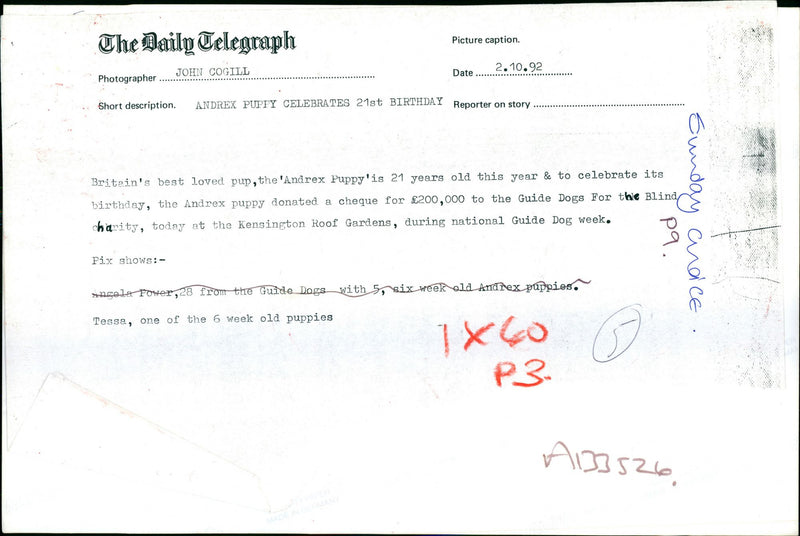 The Daily Telegraph
Picture caption.
Photographer JOHN COGILL
Date 2.10.92
Short description. ANDREX PUPPY CELEBRATES 21st BIRTHDAY
Reporter on story
Britain's best loved pup,the'Andrex Puppy'is 21 years old this year & to celebrate its
birthday, the Andrex puppy donated a cheque for £200,000 to the Guide Dogs For the Blind
charity, today at the Kensington Roof Gardens, during national Guide Dog week.
Pix shows:-
Angela Power,28 from the Guide Dogs with 5, six week old Andrex puppies.
Tessa, one of the 6 week old puppies
1 X 60
P3.
5
A133526.
Sunday
P9.